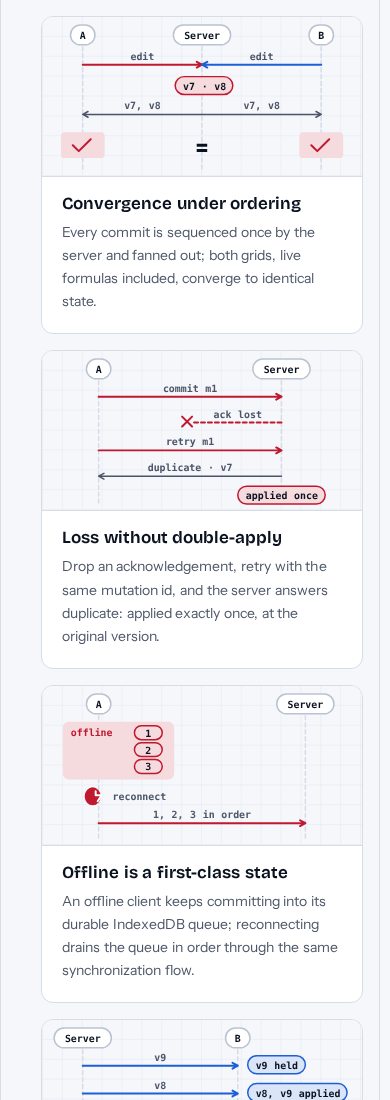 A Server B
edit edit
v7 · v8
v7, v8 v7, v8
=
Convergence under ordering
Every commit is sequenced once by the
server and fanned out; both grids, live
formulas included, converge to identical
state.
A Server
commit m1
ack lost
retry m1
duplicate · v7
applied once
Loss without double-apply
Drop an acknowledgement, retry with the
same mutation id, and the server answers
duplicate: applied exactly once, at the
original version.
A Server
offline 1
2
3
reconnect
1, 2, 3 in order
Offline is a first-class state
An offline client keeps committing into its
durable IndexedDB queue; reconnecting
drains the queue in order through the same
synchronization flow.
Server B
v9 v9 held
v8 v8, v9 applied